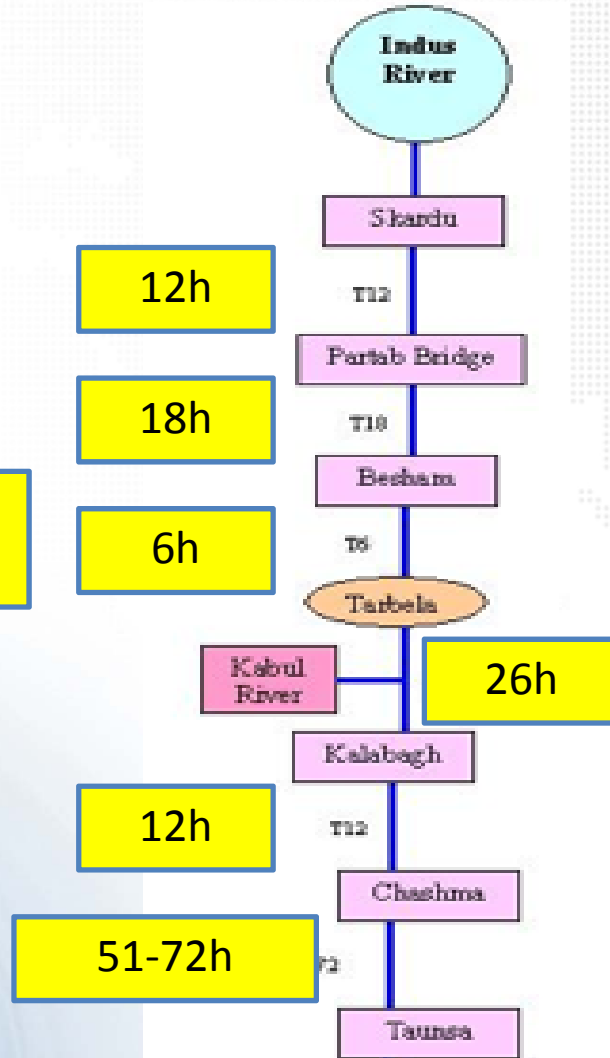 Indus
River
Skardu
12h
T12
Partab Bridge
18h
T18
Besham
6h
T6
Tarbela
Kabul
River
26h
Kalabagh
12h
T12
Chashma
51-72h
72
Taunsa